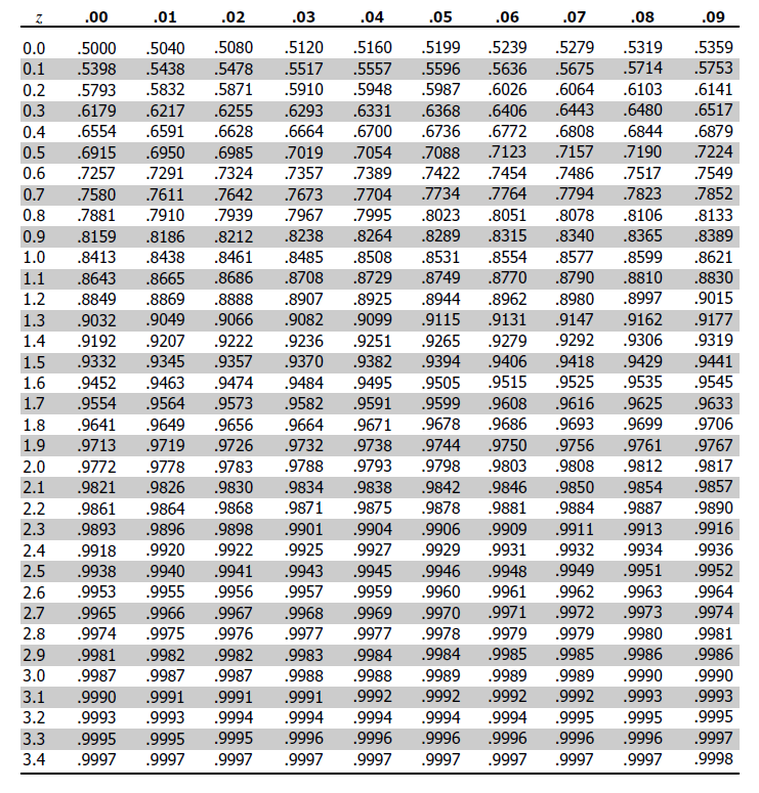 z .00 .01 .02 .03 .04 .05 .06 .07 .08 .09
0.0 .5000 .5040 .5080 .5120 .5160 .5199 .5239 .5279 .5319 .5359
0.1 .5398 .5438 .5478 .5517 .5557 .5596 .5636 .5675 .5714 .5753
0.2 .5793 .5832 .5871 .5910 .5948 .5987 .6026 .6064 .6103 .6141
0.3 .6179 .6217 .6255 .6293 .6331 .6368 .6406 .6443 .6480 .6517
0.4 .6554 .6591 .6628 .6664 .6700 .6736 .6772 .6808 .6844 .6879
0.5 .6915 .6950 .6985 .7019 .7054 .7088 .7123 .7157 .7190 .7224
0.6 .7257 .7291 .7324 .7357 .7389 .7422 .7454 .7486 .7517 .7549
0.7 .7580 .7611 .7642 .7673 .7704 .7734 .7764 .7794 .7823 .7852
0.8 .7881 .7910 .7939 .7967 .7995 .8023 .8051 .8078 .8106 .8133
0.9 .8159 .8186 .8212 .8238 .8264 .8289 .8315 .8340 .8365 .8389
1.0 .8413 .8438 .8461 .8485 .8508 .8531 .8554 .8577 .8599 .8621
1.1 .8643 .8665 .8686 .8708 .8729 .8749 .8770 .8790 .8810 .8830
1.2 .8849 .8869 .8888 .8907 .8925 .8944 .8962 .8980 .8997 .9015
1.3 .9032 .9049 .9066 .9082 .9099 .9115 .9131 .9147 .9162 .9177
1.4 .9192 .9207 .9222 .9236 .9251 .9265 .9279 .9292 .9306 .9319
1.5 .9332 .9345 .9357 .9370 .9382 .9394 .9406 .9418 .9429 .9441
1.6 .9452 .9463 .9474 .9484 .9495 .9505 .9515 .9525 .9535 .9545
1.7 .9554 .9564 .9573 .9582 .9591 .9599 .9608 .9616 .9625 .9633
1.8 .9641 .9649 .9656 .9664 .9671 .9678 .9686 .9693 .9699 .9706
1.9 .9713 .9719 .9726 .9732 .9738 .9744 .9750 .9756 .9761 .9767
2.0 .9772 .9778 .9783 .9788 .9793 .9798 .9803 .9808 .9812 .9817
2.1 .9821 .9826 .9830 .9834 .9838 .9842 .9846 .9850 .9854 .9857
2.2 .9861 .9864 .9868 .9871 .9875 .9878 .9881 .9884 .9887 .9890
2.3 .9893 .9896 .9898 .9901 .9904 .9906 .9909 .9911 .9913 .9916
2.4 .9918 .9920 .9922 .9925 .9927 .9929 .9931 .9932 .9934 .9936
2.5 .9938 .9940 .9941 .9943 .9945 .9946 .9948 .9949 .9951 .9952
2.6 .9953 .9955 .9956 .9957 .9959 .9960 .9961 .9962 .9963 .9964
2.7 .9965 .9966 .9967 .9968 .9969 .9970 .9971 .9972 .9973 .9974
2.8 .9974 .9975 .9976 .9977 .9977 .9978 .9979 .9979 .9980 .9981
2.9 .9981 .9982 .9982 .9983 .9984 .9984 .9985 .9985 .9986 .9986
3.0 .9987 .9987 .9987 .9988 .9988 .9989 .9989 .9989 .9990 .9990
3.1 .9990 .9991 .9991 .9991 .9992 .9992 .9992 .9992 .9993 .9993
3.2 .9993 .9993 .9994 .9994 .9994 .9994 .9994 .9995 .9995 .9995
3.3 .9995 .9995 .9995 .9996 .9996 .9996 .9996 .9996 .9996 .9997
3.4 .9997 .9997 .9997 .9997 .9997 .9997 .9997 .9997 .9997 .9998